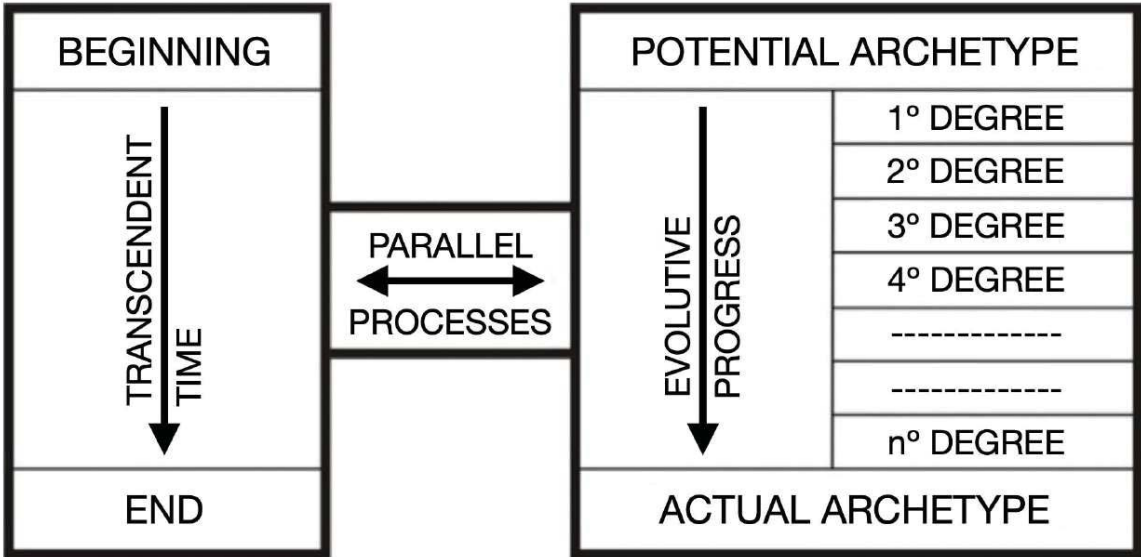 BEGINNING
TRANSCENDENT
TIME
END
PARALLEL
PROCESSES
POTENTIAL ARCHETYPE
EVOLUTIVE
PROGRESS
1º DEGREE
2º DEGREE
3º DEGREE
4º DEGREE
-------------
-------------
nº DEGREE
ACTUAL ARCHETYPE